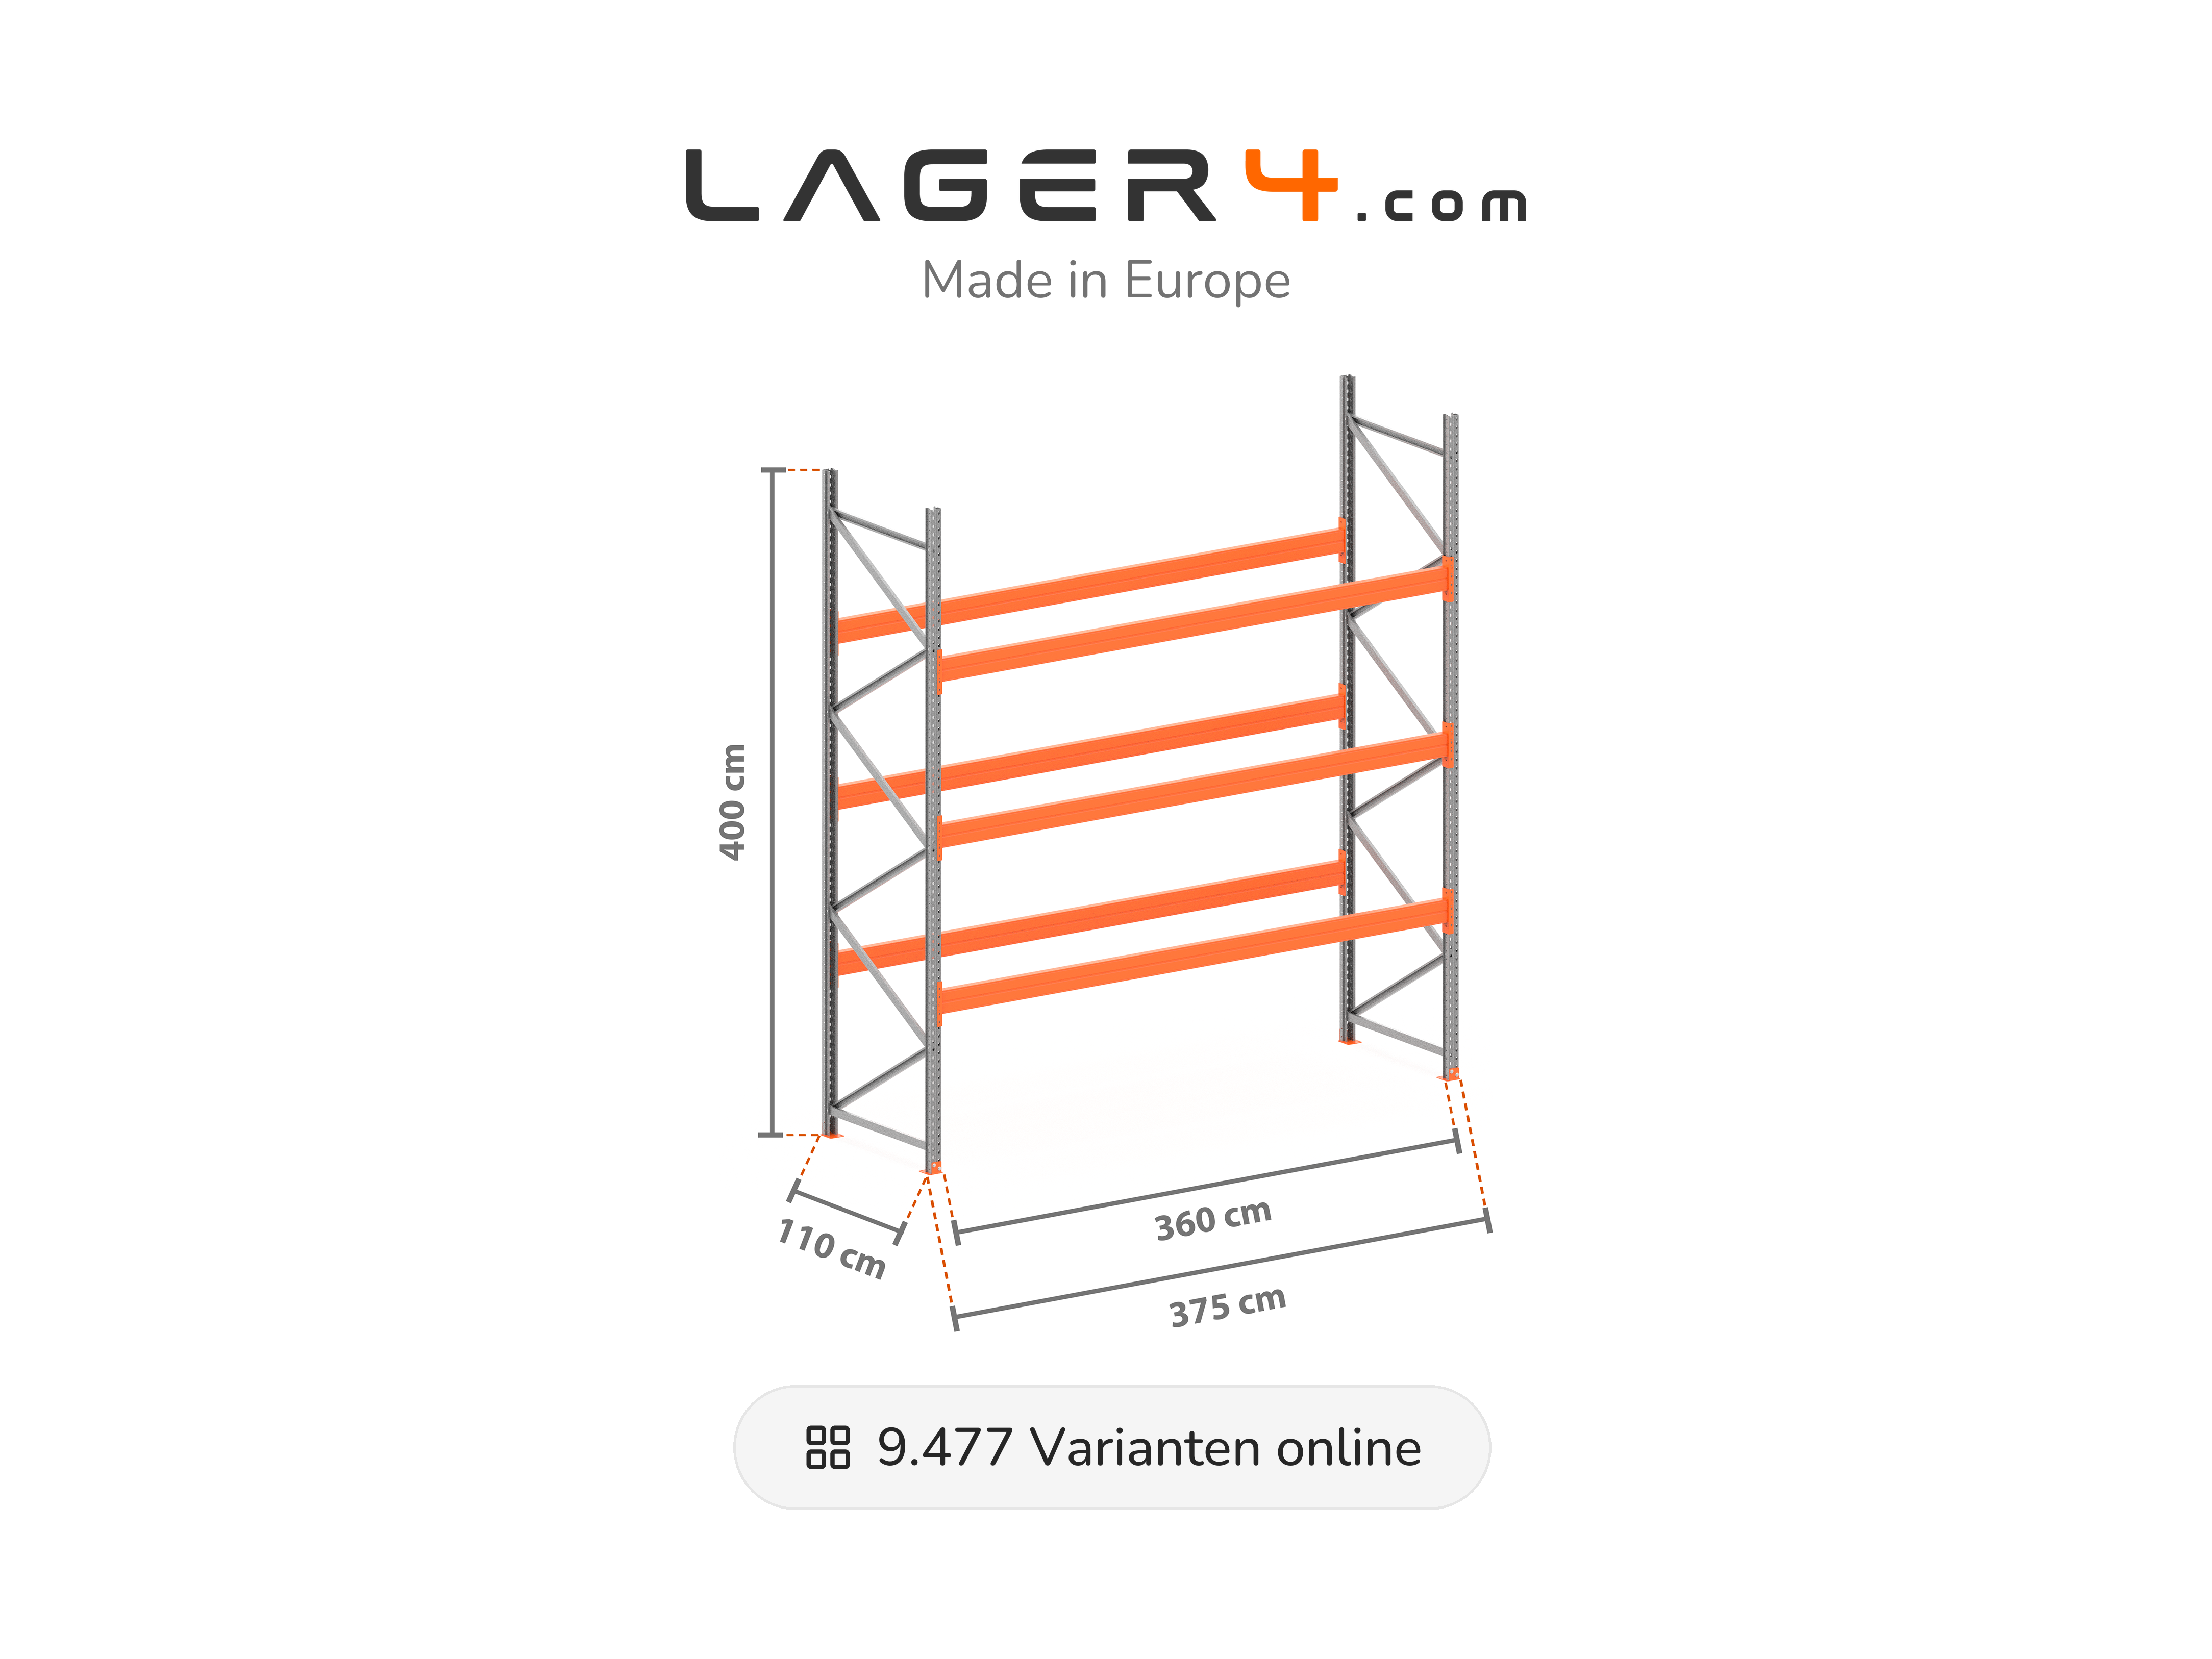 LAGER4.com
Made in Europe
400 cm
110 cm
360 cm
375 cm
9.477 Varianten online